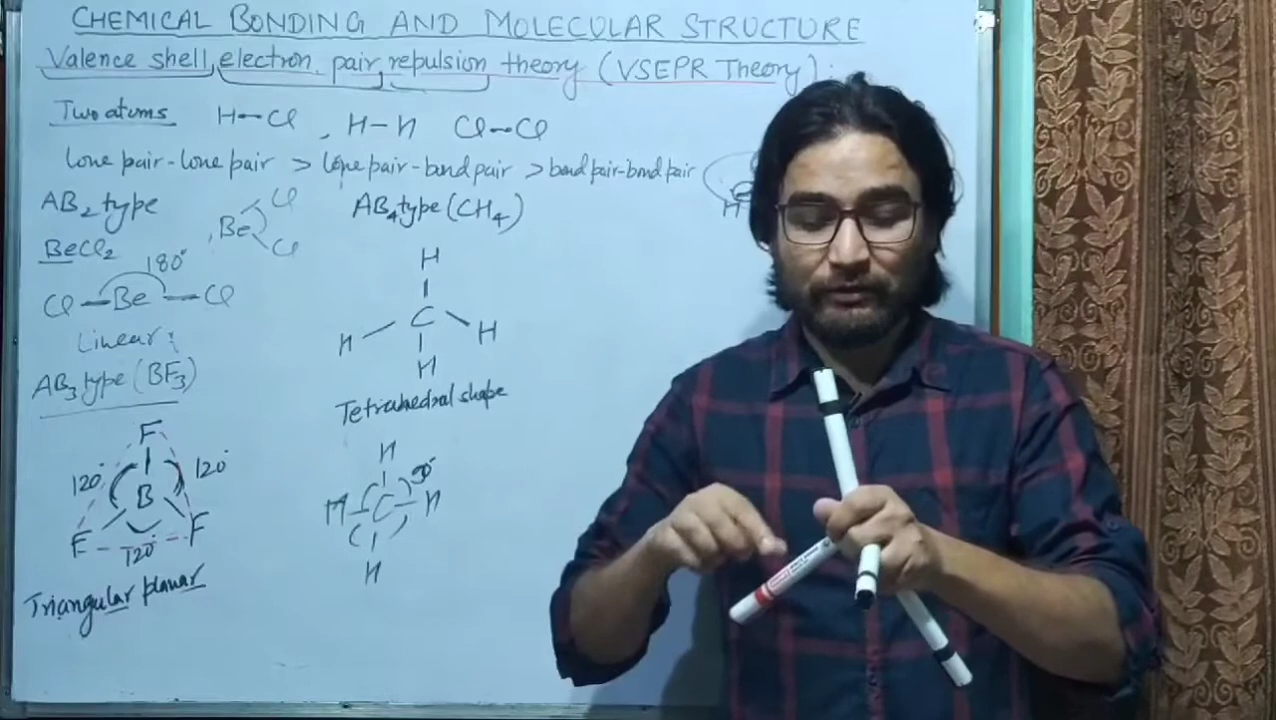 CHEMICAL BONDING AND MOLECULAR STRUCTURE
Valence shell, electron pair repulsion theory (VSEPR Theory):
Two atoms H–Cl, H–H Cl–Cl
Lone pair-lone pair > lone pair-bond pair > bond pair-bond pair
AB₂ type
BeCl₂
180°
Cl–Be–Cl
Linear:
Be
Cl
Cl
AB₃ type (BF₃)
F
120° 120°
B
F F
120°
Triangular planar
AB₄ type (CH₄)
H
C
H H
H
Tetrahedral shape
H
90°
H C H
H
H